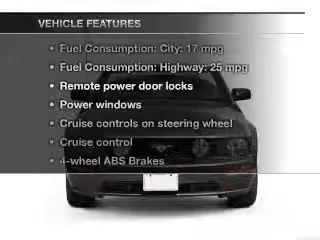 VEHICLE FEATURES
• Fuel Consumption: City: 17 mpg
• Fuel Consumption: Highway: 25 mpg
• Remote power door locks
• Power windows
• Cruise controls on steering wheel
• Cruise control
• 4-wheel ABS Brakes